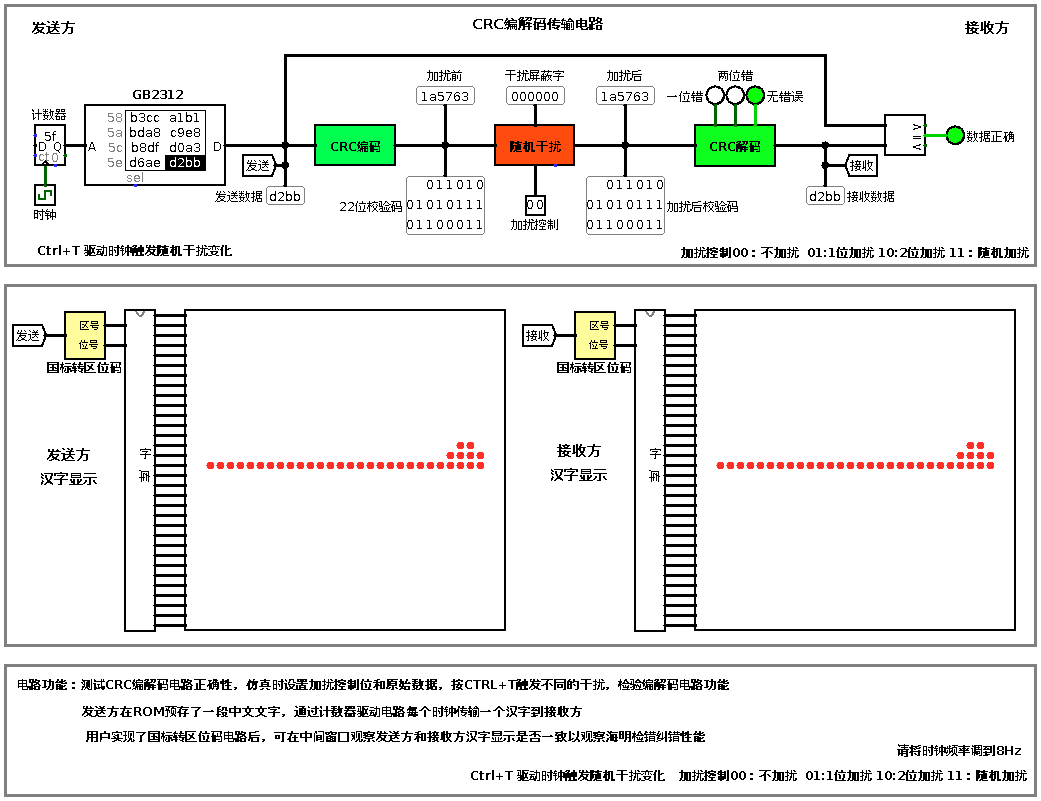 发送方
CRC编解码传输电路
接收方
计数器
5f
D Q
ct 0
时钟
GB2312
58 b3cc a1b1
5a bda8 c9e8
5c b8df d0a3
5e d6ae d2bb
A
D
sel
发送
发送数据 d2bb
CRC编码
加扰前
1a5763
22位校验码
011010
01010111
01100011
干扰屏蔽字
000000
随机干扰
00
加扰控制
加扰后
1a5763
011010
01010111
01100011
加扰后校验码
两位错
一位错
无错误
CRC解码
接收
d2bb 接收数据
数据正确
Ctrl+T 驱动时钟触发随机干扰变化
加扰控制00：不加扰 01:1位加扰 10:2位加扰 11：随机加扰
发送
区号
位号
国标转区位码
发送方
汉字显示
字库
接收
区号
位号
国标转区位码
接收方
汉字显示
字库
电路功能：测试CRC编解码电路正确性，仿真时设置加扰控制位和原始数据，按CTRL+T触发不同的干扰，检验编解码电路功能
发送方在ROM预存了一段中文文字，通过计数器驱动电路每个时钟传输一个汉字到接收方
用户实现了国标转区位码电路后，可在中间窗口观察发送方和接收方汉字显示是否一致以观察海明检错纠错性能
请将时钟频率调到8Hz
Ctrl+T 驱动时钟触发随机干扰变化 加扰控制00：不加扰 01:1位加扰 10:2位加扰 11：随机加扰